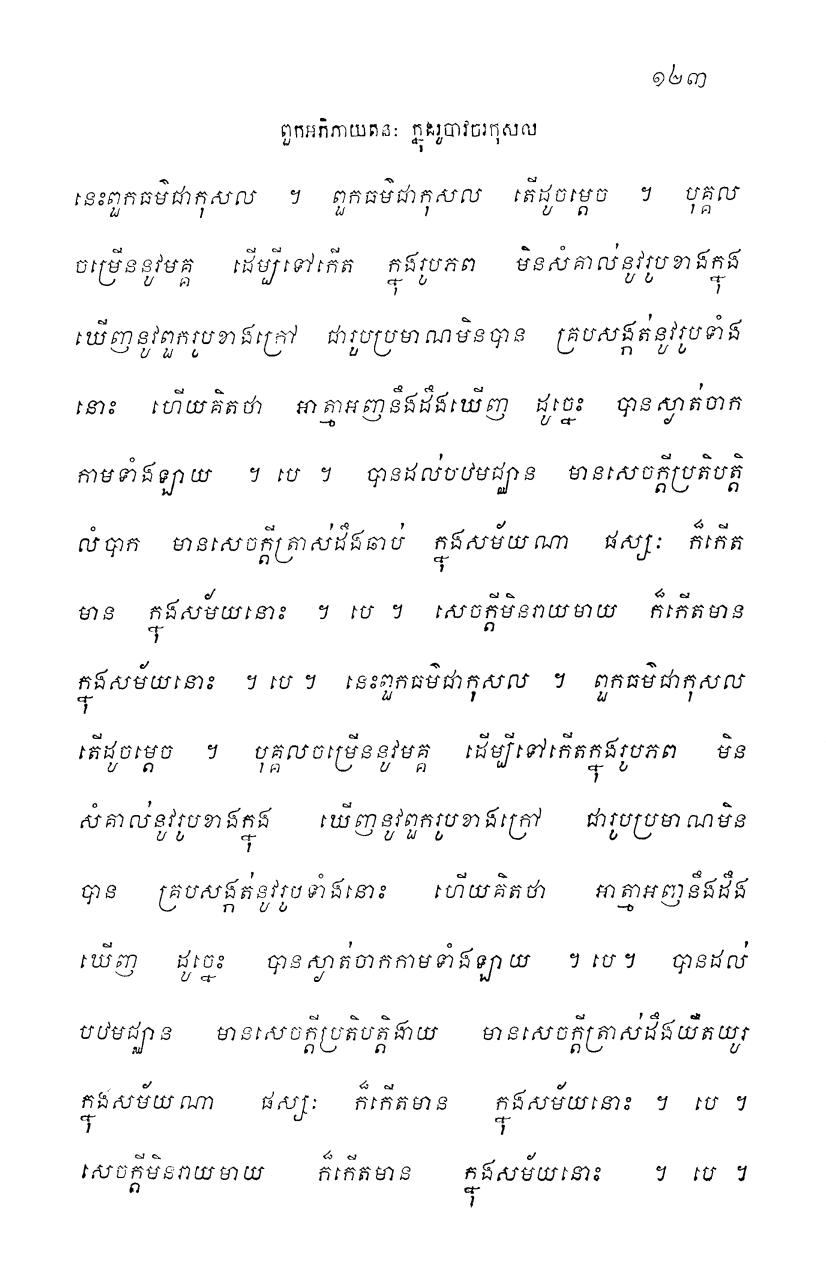 ១២៣
ពួកអភិភាយតនៈ ក្នុងរូបាវចរកុសល
នេះពួកធម៌ជាកុសល ។ ពួកធម៌ជាកុសល តើដូចម្តេច ។ បុគ្គល
ចម្រើននូវមគ្គ ដើម្បីទៅកើត ក្នុងរូបភព មិនសំគាល់នូវរូបខាងក្នុង
ឃើញនូវពួករូបខាងក្រៅ ជារូបប្រមាណមិនបាន គ្របសង្កត់នូវរូបទាំង
នោះ ហើយគិតថា អាត្មាអញនឹងដឹងឃើញ ដូច្នេះ បានស្ងាត់ចាក
កាមទាំងឡាយ ។ បេ ។ បានដល់បឋមជ្ឈាន មានសេចក្តីប្រតិបត្តិ
លំបាក មានសេចក្តីត្រាស់ដឹងឆាប់ ក្នុងសម័យណា ផស្សៈ ក៏កើត
មាន ក្នុងសម័យនោះ ។ បេ ។ សេចក្តីមិនរាយមាយ ក៏កើតមាន
ក្នុងសម័យនោះ ។ បេ ។ នេះពួកធម៌ជាកុសល ។ ពួកធម៌ជាកុសល
តើដូចម្តេច ។ បុគ្គលចម្រើននូវមគ្គ ដើម្បីទៅកើតក្នុងរូបភព មិន
សំគាល់នូវរូបខាងក្នុង ឃើញនូវពួករូបខាងក្រៅ ជារូបប្រមាណមិន
បាន គ្របសង្កត់នូវរូបទាំងនោះ ហើយគិតថា អាត្មាអញនឹងដឹង
ឃើញ ដូច្នេះ បានស្ងាត់ចាកកាមទាំងឡាយ ។ បេ ។ បានដល់
បឋមជ្ឈាន មានសេចក្តីប្រតិបត្តិងាយ មានសេចក្តីត្រាស់ដឹងយឺតយូរ
ក្នុងសម័យណា ផស្សៈ ក៏កើតមាន ក្នុងសម័យនោះ ។ បេ ។
សេចក្តីមិនរាយមាយ ក៏កើតមាន ក្នុងសម័យនោះ ។ បេ ។